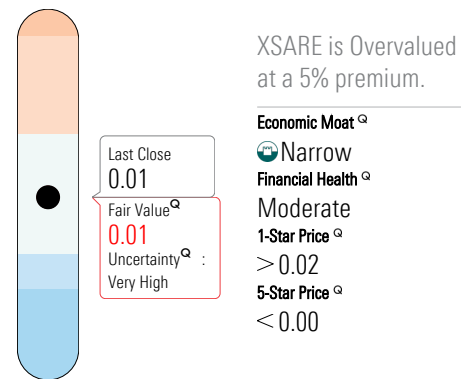 XSARE is Overvalued
at a 5% premium.
Economic Moat Q
Narrow
Financial Health Q
Moderate
1-Star Price Q
>0.02
5-Star Price Q
<0.00
Last Close
0.01
Fair Value Q
0.01
Uncertainty Q :
Very High